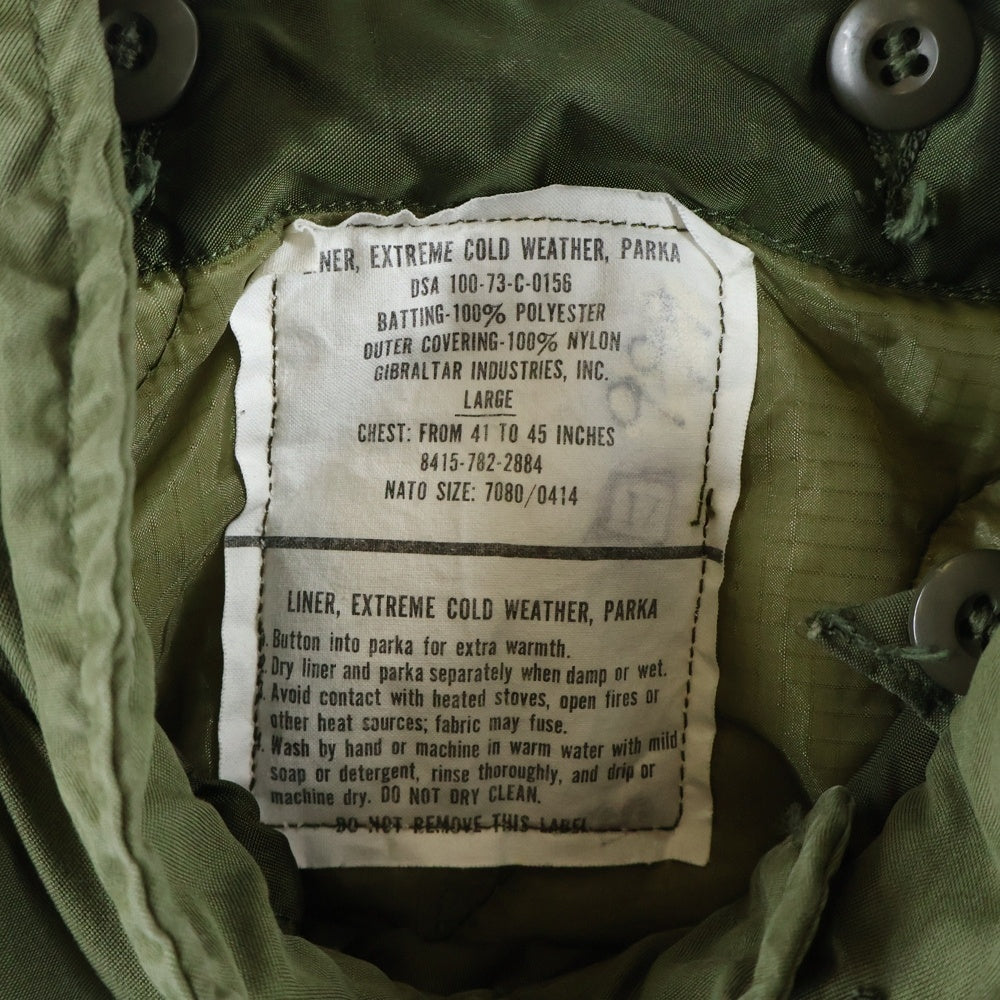 LINER, EXTREME COLD WEATHER, PARKA
DSA 100-73-C-0156
BATTING-100% POLYESTER
OUTER COVERING-100% NYLON
GIBRALTAR INDUSTRIES, INC.
LARGE
CHEST: FROM 41 TO 45 INCHES
8415-782-2884
NATO SIZE: 7080/0414
17
LINER, EXTREME COLD WEATHER, PARKA
. Button into parka for extra warmth.
. Dry liner and parka separately when damp or wet.
. Avoid contact with heated stoves, open fires or
other heat sources; fabric may fuse.
. Wash by hand or machine in warm water with mild
soap or detergent, rinse thoroughly, and drip or
machine dry. DO NOT DRY CLEAN.
DO NOT REMOVE THIS LABEL